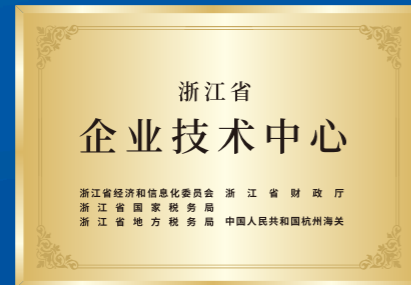 浙江省
企业技术中心
浙江省经济和信息化委员会 浙江省财政厅
浙江省国家税务局
浙江省地方税务局 中国人民共和国杭州海关